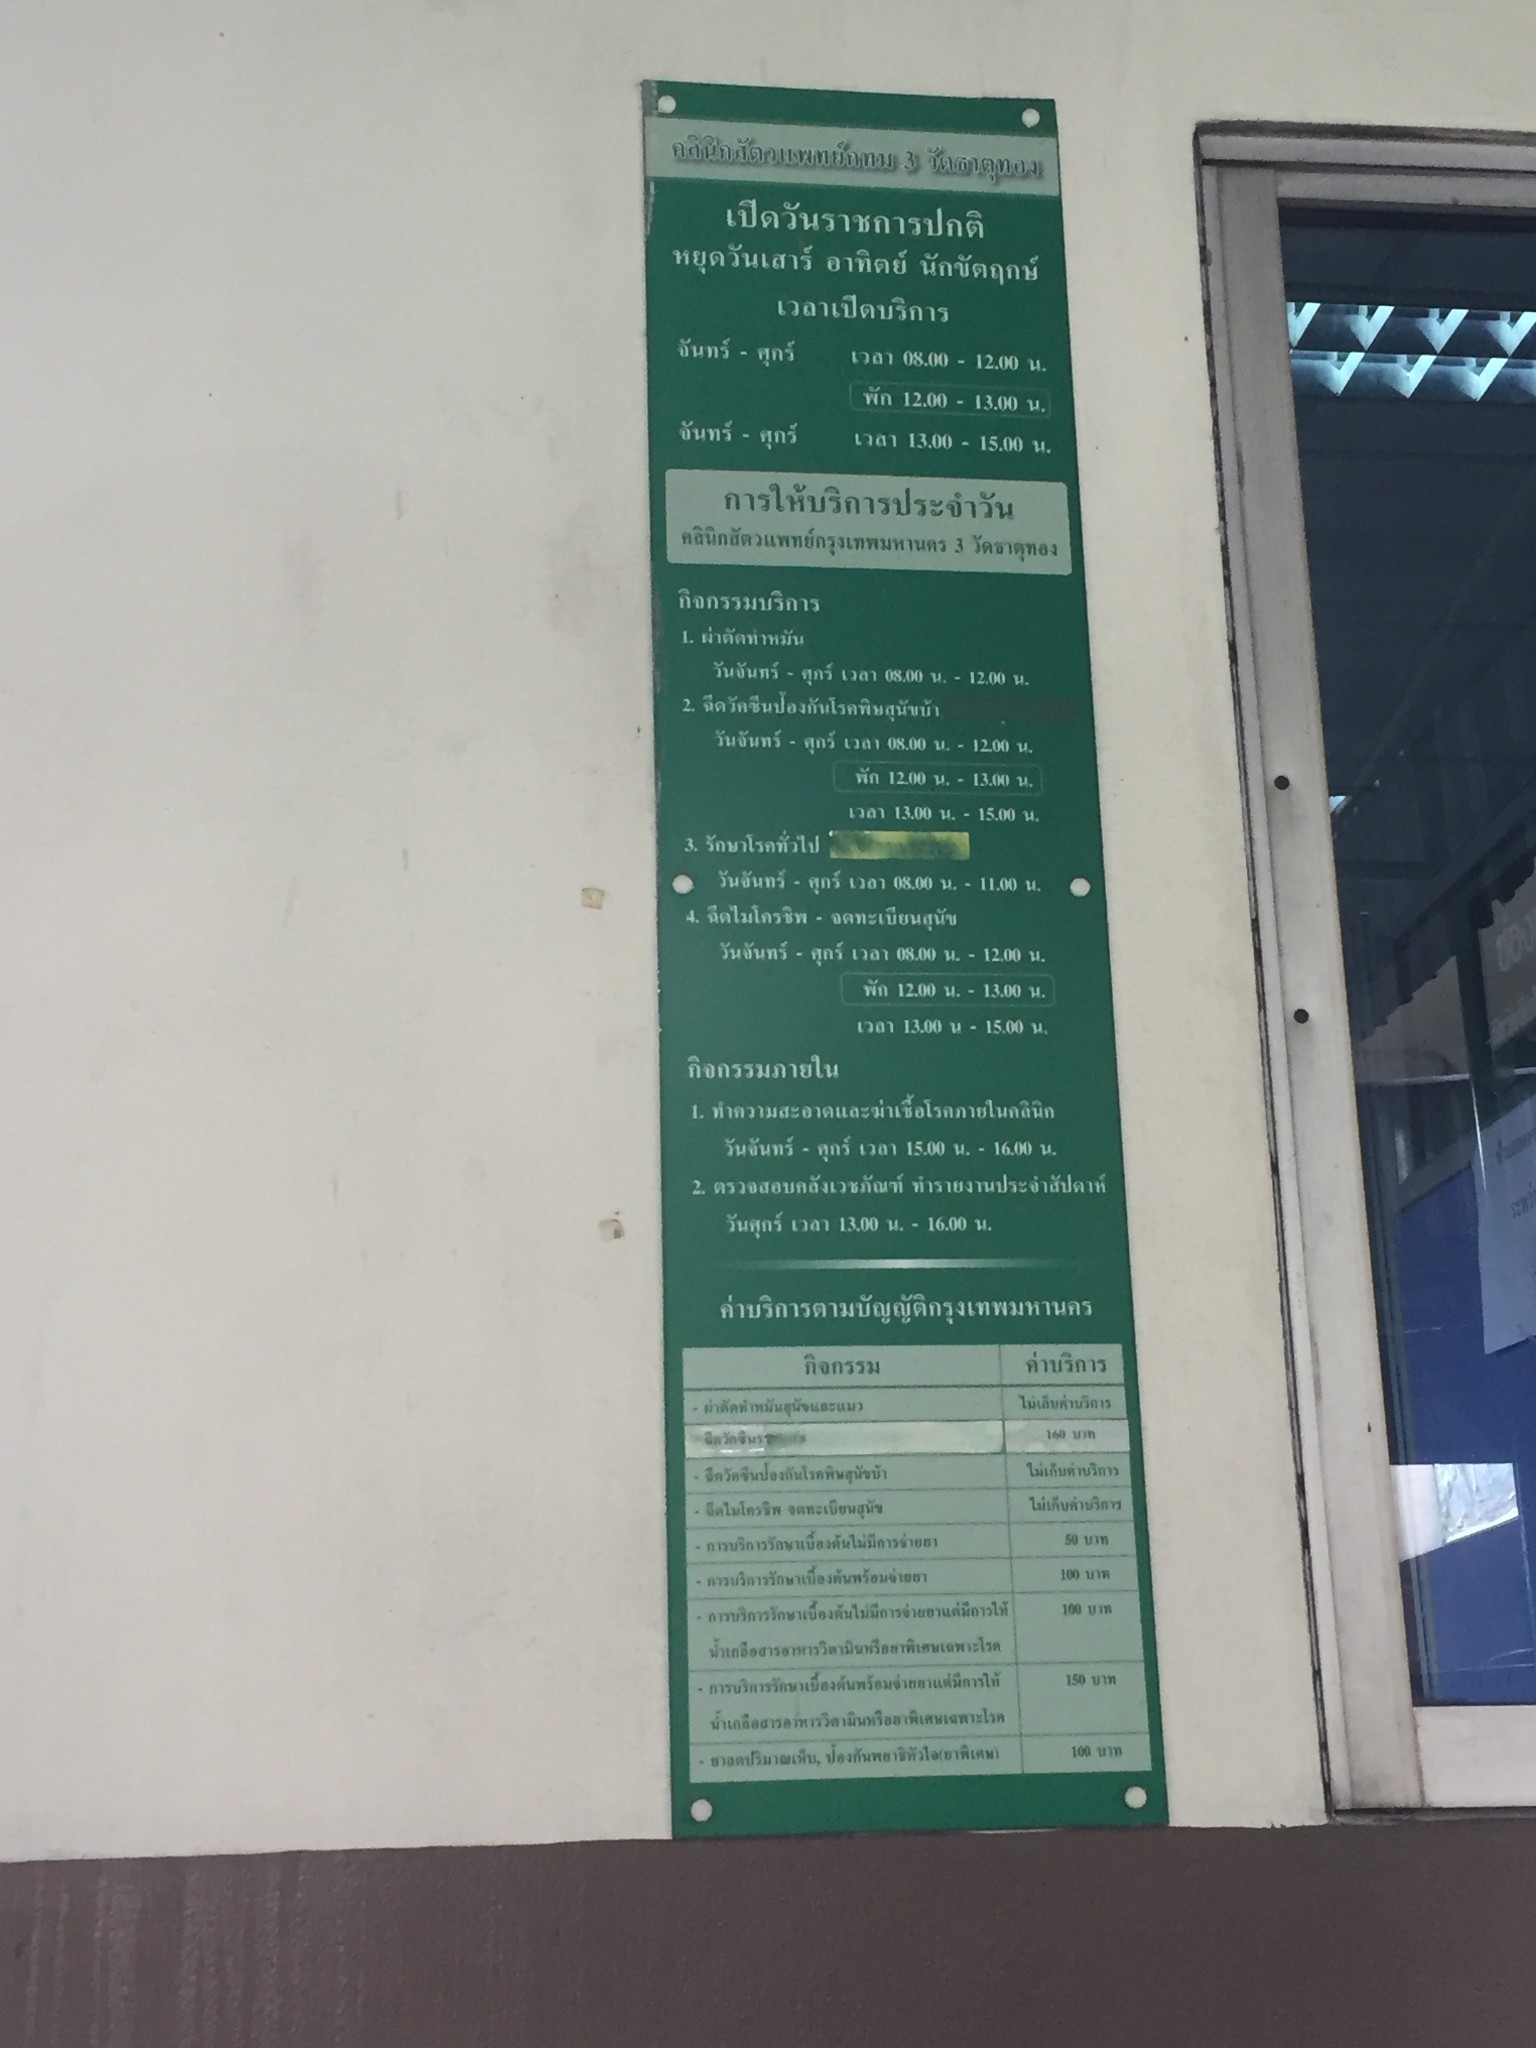 คลินิกสัตวแพทย์กทม 3 วัดธาตุทอง
เปิดวันราชการปกติ
หยุดวันเสาร์ อาทิตย์ นักขัตฤกษ์
เวลาเปิดบริการ
จันทร์ - ศุกร์ เวลา 08.00 - 12.00 น.
พัก 12.00 - 13.00 น.
จันทร์ - ศุกร์ เวลา 13.00 - 15.00 น.
การให้บริการประจำวัน
คลินิกสัตวแพทย์กรุงเทพมหานคร 3 วัดธาตุทอง
กิจกรรมบริการ
1. ผ่าตัดทำหมัน
วันจันทร์ - ศุกร์ เวลา 08.00 น. - 12.00 น.
2. ฉีดวัคซีนป้องกันโรคพิษสุนัขบ้า
วันจันทร์ - ศุกร์ เวลา 08.00 น. - 12.00 น.
พัก 12.00 น. - 13.00 น.
เวลา 13.00 น. - 15.00 น.
3. รักษาโรคทั่วไป
วันจันทร์ - ศุกร์ เวลา 08.00 น. - 11.00 น.
4. ฉีดไมโครชิพ - จดทะเบียนสุนัข
วันจันทร์ - ศุกร์ เวลา 08.00 น. - 12.00 น.
พัก 12.00 น. - 13.00 น.
เวลา 13.00 น - 15.00 น.
กิจกรรมภายใน
1. ทำความสะอาดและฆ่าเชื้อโรคภายในคลินิก
วันจันทร์ - ศุกร์ เวลา 15.00 น. - 16.00 น.
2. ตรวจสอบคลังเวชภัณฑ์ ทำรายงานประจำสัปดาห์
วันศุกร์ เวลา 13.00 น. - 16.00 น.
ค่าบริการตามบัญญัติกรุงเทพมหานคร
กิจกรรม ค่าบริการ
- ผ่าตัดทำหมันสุนัขและแมว ไม่เก็บค่าบริการ
ฉีดวัคซีน 160 บาท
- ฉีดวัคซีนป้องกันโรคพิษสุนัขบ้า ไม่เก็บค่าบริการ
- ฉีดไมโครชิพ จดทะเบียนสุนัข ไม่เก็บค่าบริการ
- การบริการรักษาเบื้องต้นไม่มีการจ่ายยา 50 บาท
- การบริการรักษาเบื้องต้นพร้อมจ่ายยา 100 บาท
- การบริการรักษาเบื้องต้นไม่มีการจ่ายยาแต่มีการให้ 100 บาท
น้ำเกลือสารอาหารวิตามินหรือยาพิเศษเฉพาะโรค
- การบริการรักษาเบื้องต้นพร้อมจ่ายยาแต่มีการให้ 150 บาท
น้ำเกลือสารอาหารวิตามินหรือยาพิเศษเฉพาะโรค
- ยาลดปริมาณเห็บ, ป้องกันพยาธิหัวใจ(ยาพิเศษ) 100 บาท